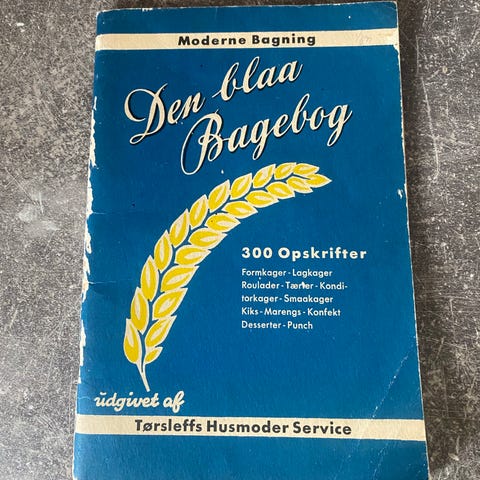 Moderne Bagning
Den blaa
Bagebog
300 Opskrifter
Formkager - Lagkager
Roulader - Tærter - Kondi-
torkager - Smaakager
Kiks - Marengs - Konfekt
Desserter - Punch
udgivet af
Tørsleffs Husmoder Service